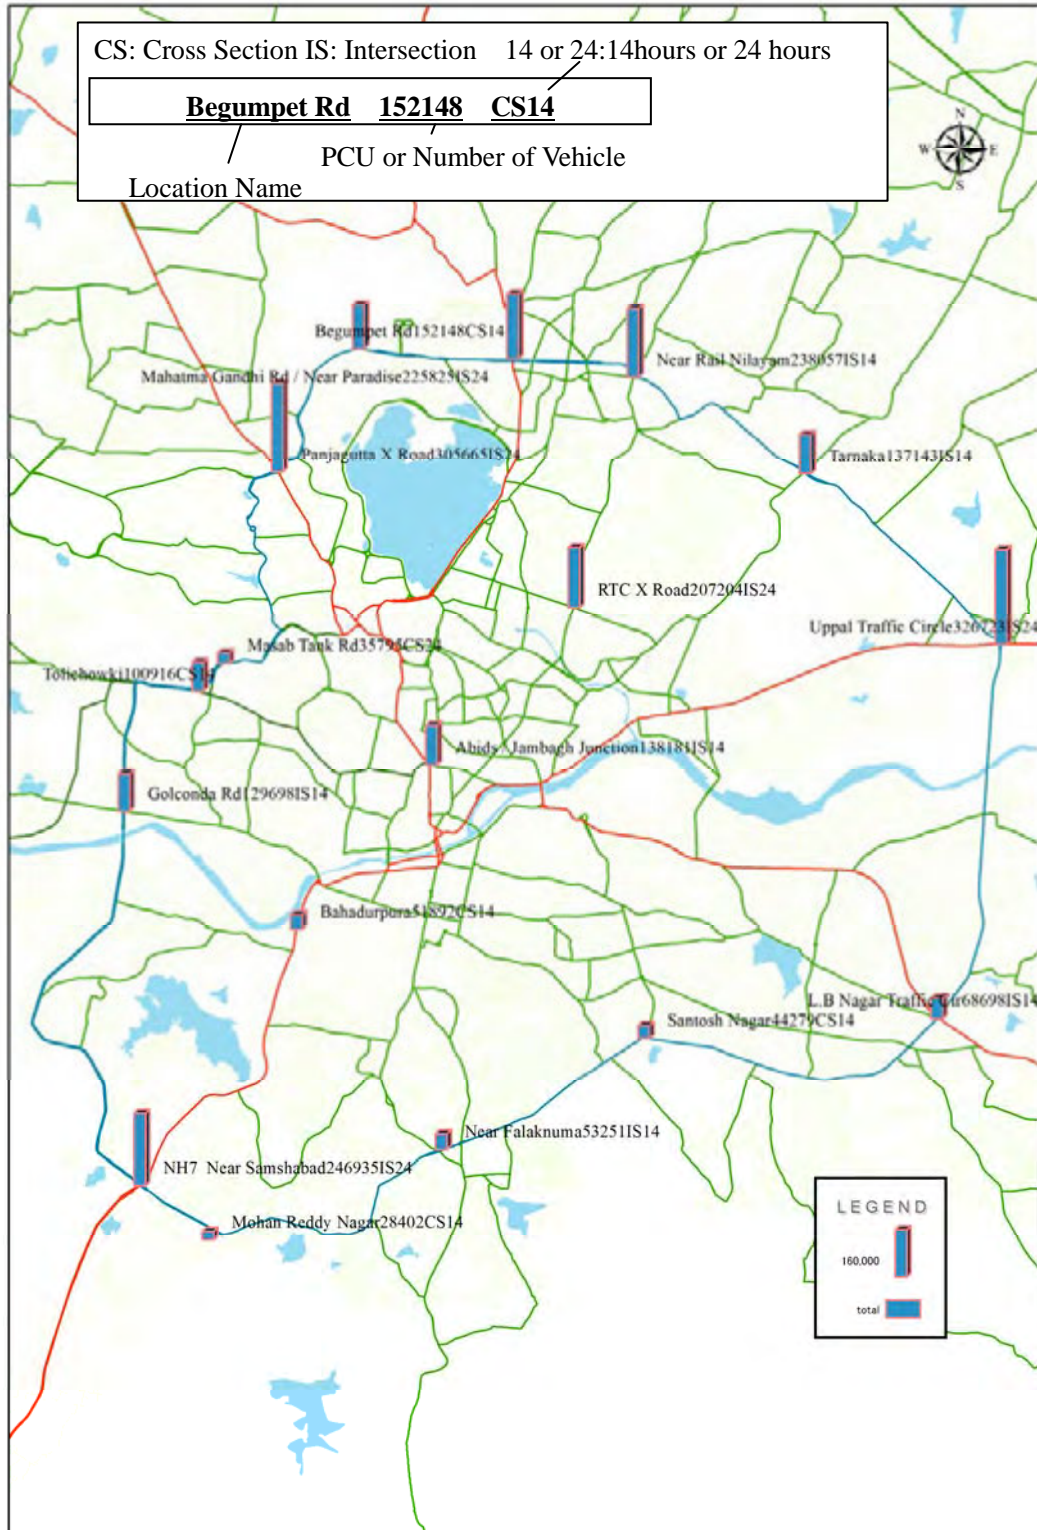 CS: Cross Section IS: Intersection 14 or 24:14hours or 24 hours
Begumpet Rd 152148 CS14
PCU or Number of Vehicle
Location Name
N
W E
S
Begumpet Rd152148CS14
Near Rail Nilayam238057IS14
Mahatma Gandhi Rd / Near Paradise225825IS24
Panjagutta X Road305665IS24
Tarnaka137143IS14
RTC X Road207204IS24
Uppal Traffic Circle326723IS24
Masab Tank Rd35795CS24
Tolichowki100916CS14
Abids / Jambagh Junction138181IS14
Golconda Rd129698IS14
Bahadurpura51892CS14
L.B Nagar Traffic Cir68698IS14
Santosh Nagar44279CS14
Near Falaknuma53251IS14
NH7 Near Samshabad246935IS24
Mohan Reddy Nagar28402CS14
LEGEND
160,000
total